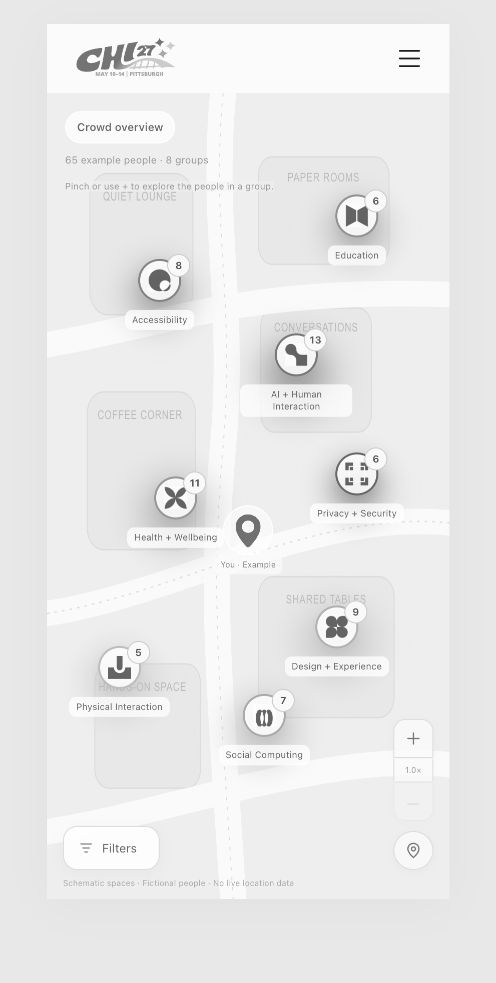 CHI 27
MAY 10–14 | PITTSBURGH
Crowd overview
65 example people · 8 groups
Pinch or use + to explore the people in a group.
QUIET LOUNGE
PAPER ROOMS
6
Education
8
Accessibility
CONVERSATIONS
13
AI + Human
Interaction
COFFEE CORNER
6
Privacy + Security
11
Health + Wellbeing
You · Example
SHARED TABLES
9
Design + Experience
5
HANDS-ON SPACE
Physical Interaction
7
Social Computing
+
1.0×
−
Filters
Schematic spaces · Fictional people · No live location data